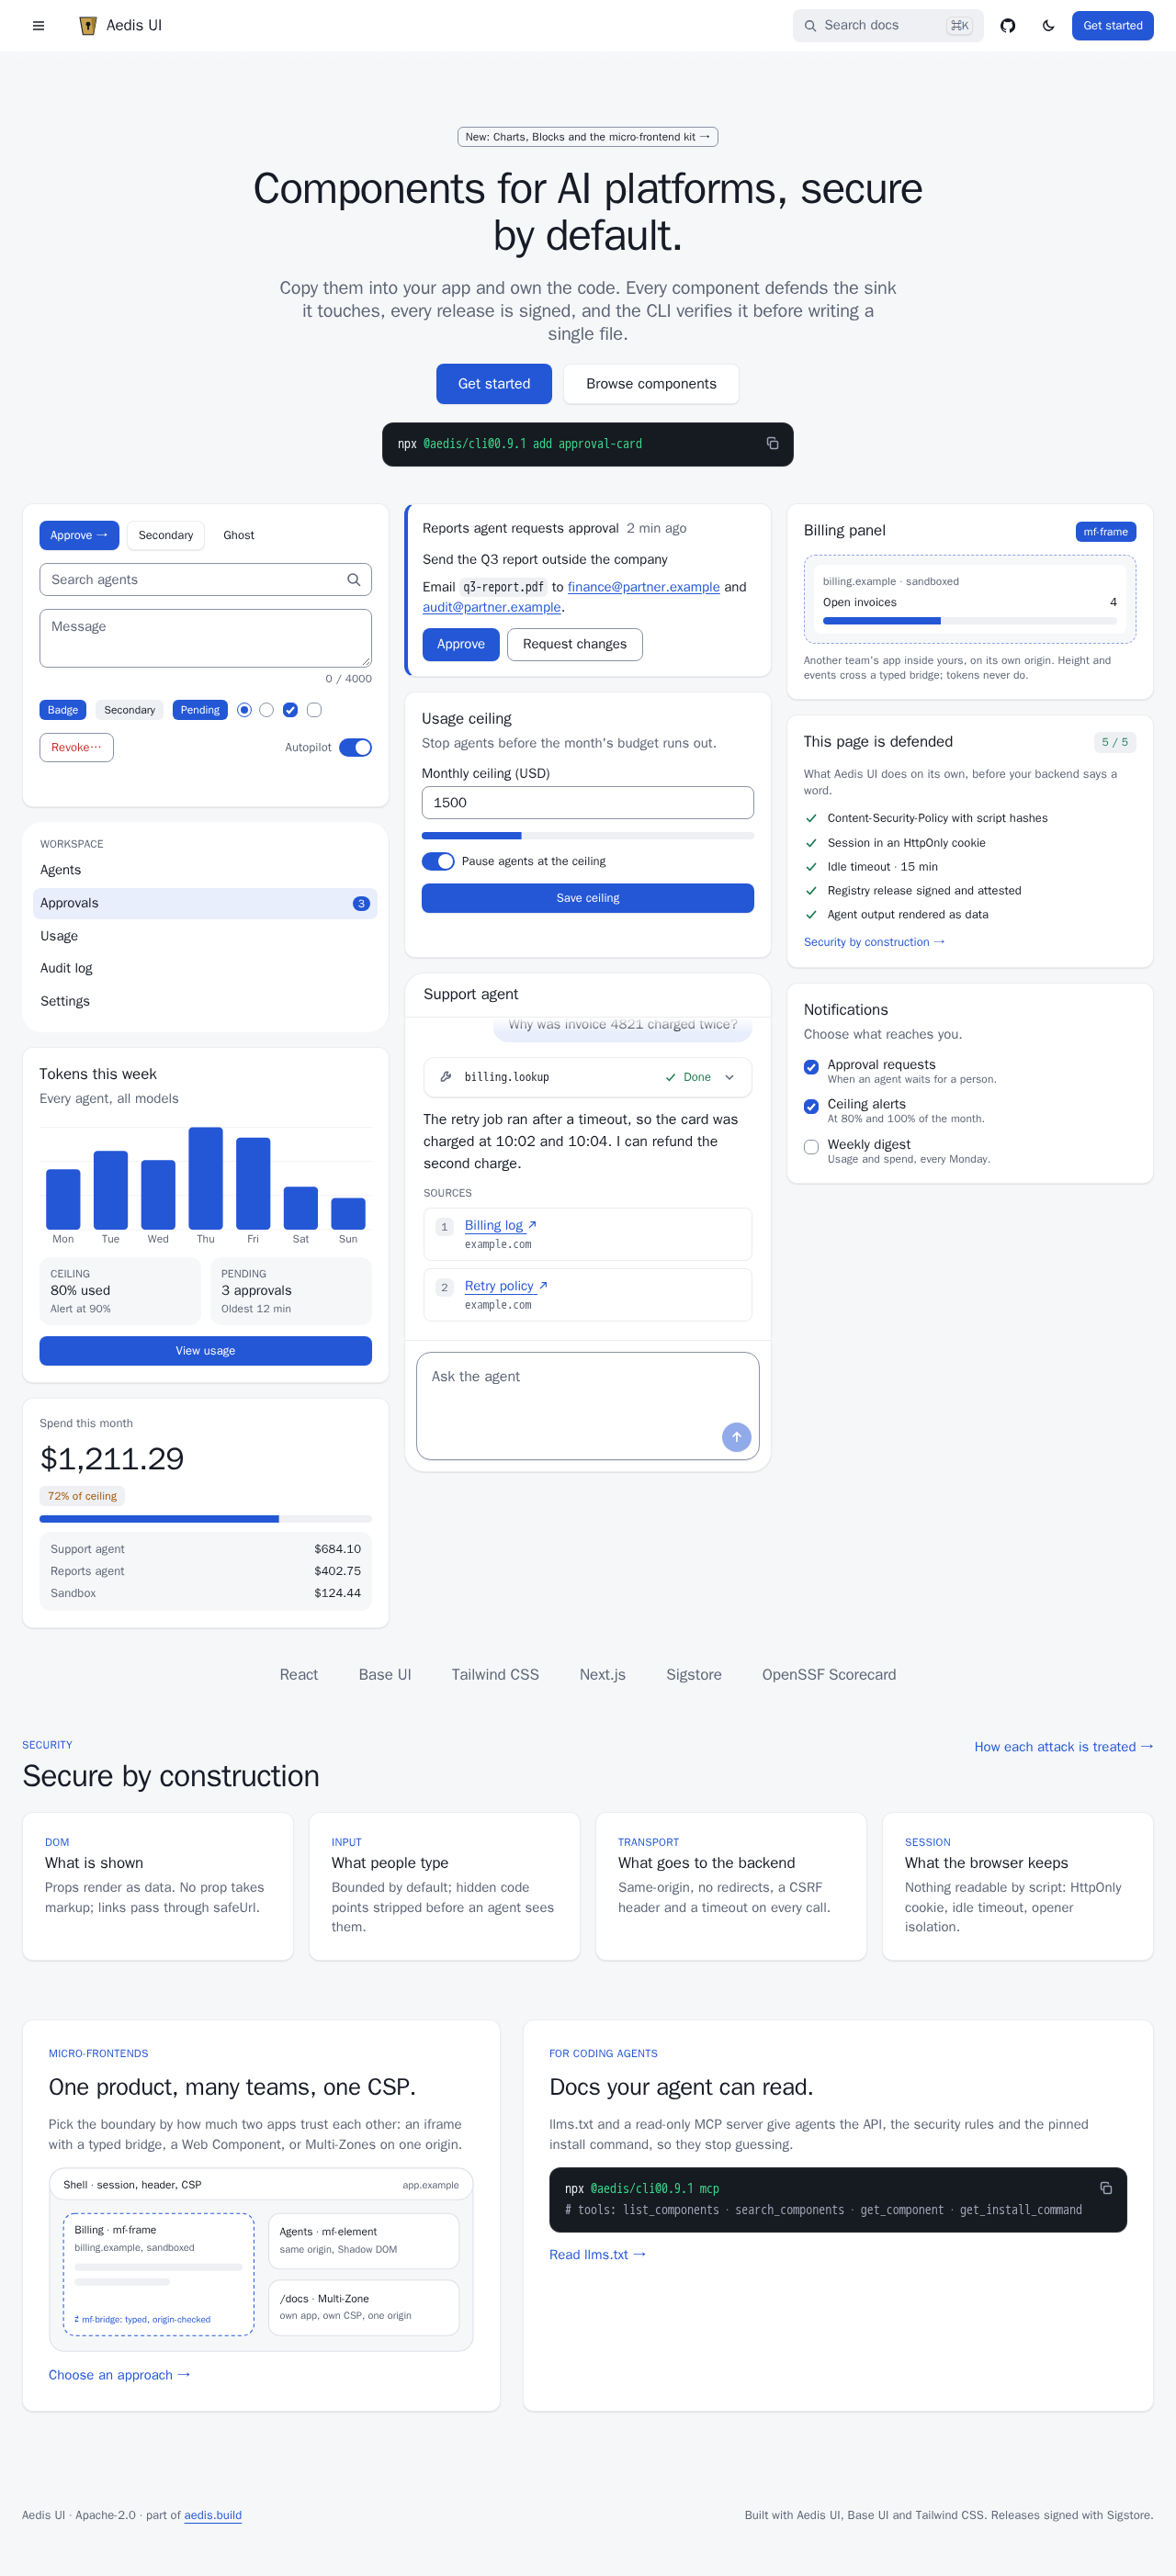 Aedis UI
Search docs
⌘K
Get started
New: Charts, Blocks and the micro-frontend kit →
Components for AI platforms, secure
by default.
Copy them into your app and own the code. Every component defends the sink
it touches, every release is signed, and the CLI verifies it before writing a
single file.
Get started
Browse components
npx @aedis/cli@0.9.1 add approval-card
Approve →
Secondary
Ghost
Search agents
Message
0 / 4000
Badge
Secondary
Pending
Revoke…
Autopilot
WORKSPACE
Agents
Approvals
3
Usage
Audit log
Settings
Tokens this week
Every agent, all models
Mon Tue Wed Thu Fri Sat Sun
CEILING
80% used
Alert at 90%
PENDING
3 approvals
Oldest 12 min
View usage
Spend this month
$1,211.29
72% of ceiling
Support agent $684.10
Reports agent $402.75
Sandbox $124.44
Reports agent requests approval 2 min ago
Send the Q3 report outside the company
Email q3-report.pdf to finance@partner.example and
audit@partner.example.
Approve
Request changes
Usage ceiling
Stop agents before the month's budget runs out.
Monthly ceiling (USD)
1500
Pause agents at the ceiling
Save ceiling
Support agent
Why was invoice 4821 charged twice?
billing.lookup
Done
The retry job ran after a timeout, so the card was
charged at 10:02 and 10:04. I can refund the
second charge.
SOURCES
1 Billing log ↗
example.com
2 Retry policy ↗
example.com
Ask the agent
Billing panel
mf-frame
billing.example · sandboxed
Open invoices 4
Another team's app inside yours, on its own origin. Height and
events cross a typed bridge; tokens never do.
This page is defended
5 / 5
What Aedis UI does on its own, before your backend says a
word.
Content-Security-Policy with script hashes
Session in an HttpOnly cookie
Idle timeout · 15 min
Registry release signed and attested
Agent output rendered as data
Security by construction →
Notifications
Choose what reaches you.
Approval requests
When an agent waits for a person.
Ceiling alerts
At 80% and 100% of the month.
Weekly digest
Usage and spend, every Monday.
React
Base UI
Tailwind CSS
Next.js
Sigstore
OpenSSF Scorecard
SECURITY
Secure by construction
How each attack is treated →
DOM
What is shown
Props render as data. No prop takes
markup; links pass through safeUrl.
INPUT
What people type
Bounded by default; hidden code
points stripped before an agent sees
them.
TRANSPORT
What goes to the backend
Same-origin, no redirects, a CSRF
header and a timeout on every call.
SESSION
What the browser keeps
Nothing readable by script: HttpOnly
cookie, idle timeout, opener
isolation.
MICRO-FRONTENDS
One product, many teams, one CSP.
Pick the boundary by how much two apps trust each other: an iframe
with a typed bridge, a Web Component, or Multi-Zones on one origin.
Shell · session, header, CSP
app.example
Billing · mf-frame
billing.example, sandboxed
mf-bridge: typed, origin-checked
Agents · mf-element
same origin, Shadow DOM
/docs · Multi-Zone
own app, own CSP, one origin
Choose an approach →
FOR CODING AGENTS
Docs your agent can read.
llms.txt and a read-only MCP server give agents the API, the security rules and the pinned
install command, so they stop guessing.
npx @aedis/cli@0.9.1 mcp
# tools: list_components · search_components · get_component · get_install_command
Read llms.txt →
Aedis UI · Apache-2.0 · part of aedis.build
Built with Aedis UI, Base UI and Tailwind CSS. Releases signed with Sigstore.